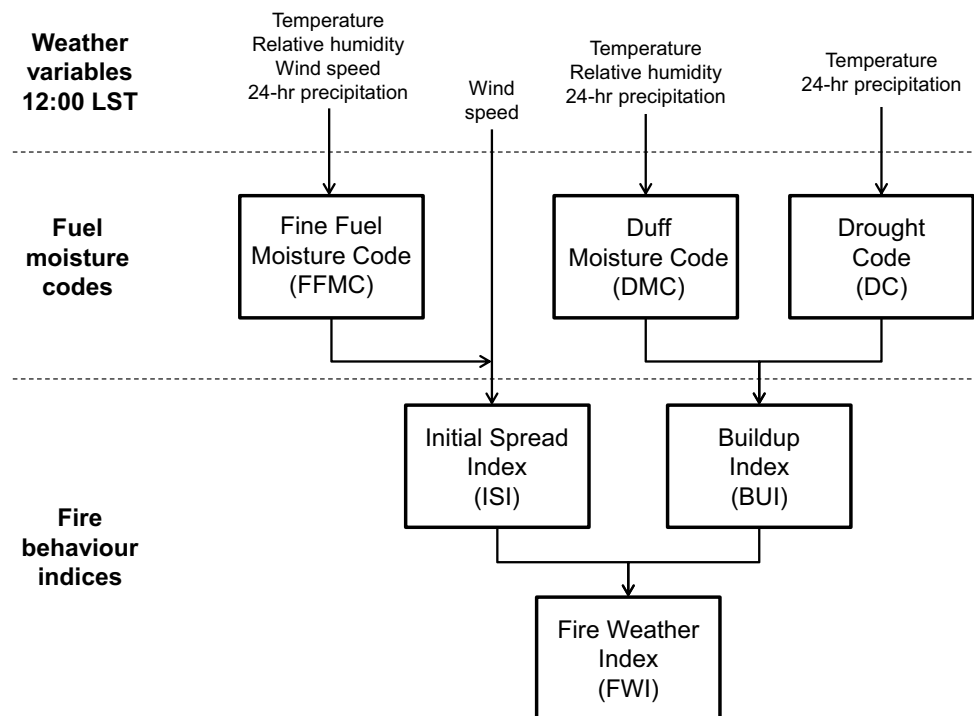 Weather
variables
12:00 LST
Temperature
Relative humidity
Wind speed
24-hr precipitation
Wind
speed
Temperature
Relative humidity
24-hr precipitation
Temperature
24-hr precipitation
Fuel
moisture
codes
Fine Fuel
Moisture Code
(FFMC)
Duff
Moisture Code
(DMC)
Drought
Code
(DC)
Fire
behaviour
indices
Initial Spread
Index
(ISI)
Buildup
Index
(BUI)
Fire Weather
Index
(FWI)